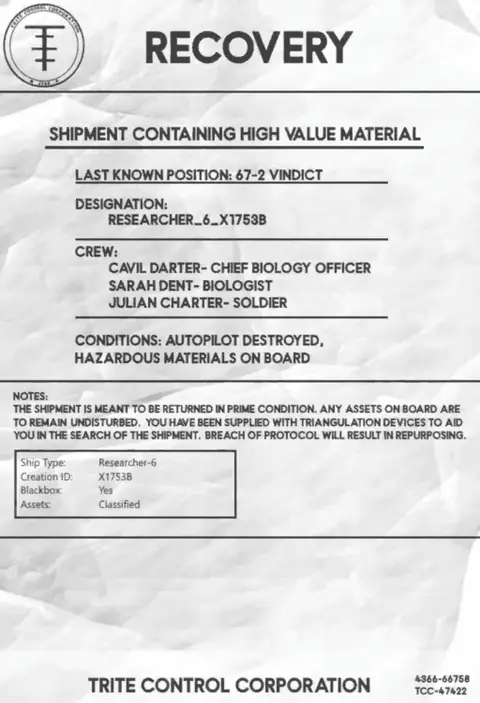 TRITE CONTROL CORPORATION
RECOVERY
SHIPMENT CONTAINING HIGH VALUE MATERIAL
LAST KNOWN POSITION: 67-2 VINDICT
DESIGNATION:
RESEARCHER_6_X1753B
CREW:
CAVIL DARTER- CHIEF BIOLOGY OFFICER
SARAH DENT- BIOLOGIST
JULIAN CHARTER- SOLDIER
CONDITIONS: AUTOPILOT DESTROYED,
HAZARDOUS MATERIALS ON BOARD
NOTES:
THE SHIPMENT IS MEANT TO BE RETURNED IN PRIME CONDITION. ANY ASSETS ON BOARD ARE
TO REMAIN UNDISTURBED. YOU HAVE BEEN SUPPLIED WITH TRIANGULATION DEVICES TO AID
YOU IN THE SEARCH OF THE SHIPMENT. BREACH OF PROTOCOL WILL RESULT IN REPURPOSING.
Ship Type: Researcher-6
Creation ID: X1753B
Blackbox: Yes
Assets: Classified
TRITE CONTROL CORPORATION
4366-66758
TCC-47422